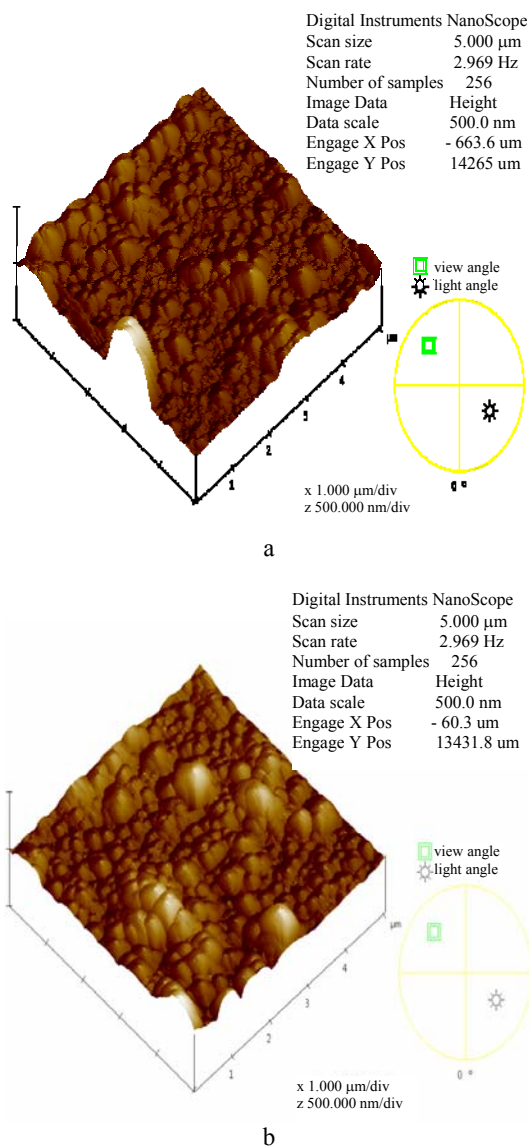 Digital Instruments NanoScope
Scan size 5.000 μm
Scan rate 2.969 Hz
Number of samples 256
Image Data Height
Data scale 500.0 nm
Engage X Pos - 663.6 um
Engage Y Pos 14265 um
view angle
light angle
μm
4
3
2
1
0 °
x 1.000 μm/div
z 500.000 nm/div
a
Digital Instruments NanoScope
Scan size 5.000 μm
Scan rate 2.969 Hz
Number of samples 256
Image Data Height
Data scale 500.0 nm
Engage X Pos - 60.3 um
Engage Y Pos 13431.8 um
view angle
light angle
μm
4
3
2
1
0 °
x 1.000 μm/div
z 500.000 nm/div
b